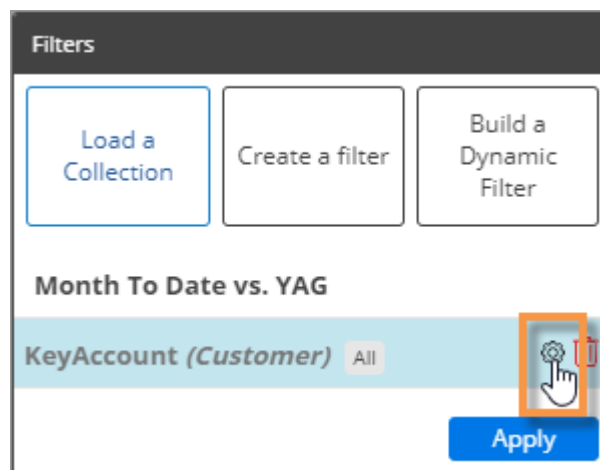 Filters
Load a
Collection
Create a filter
Build a
Dynamic
Filter
Month To Date vs. YAG
KeyAccount (Customer) All
Apply